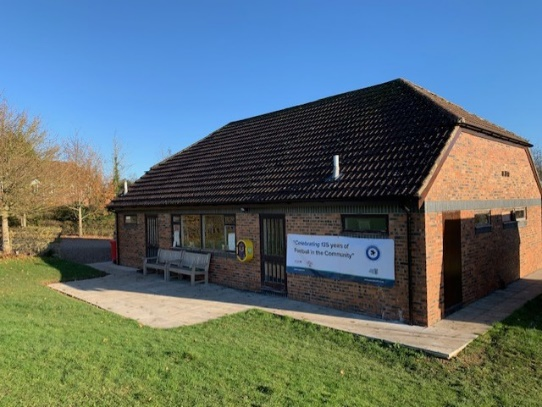 "Celebrating 125 years of
Football in the Community"